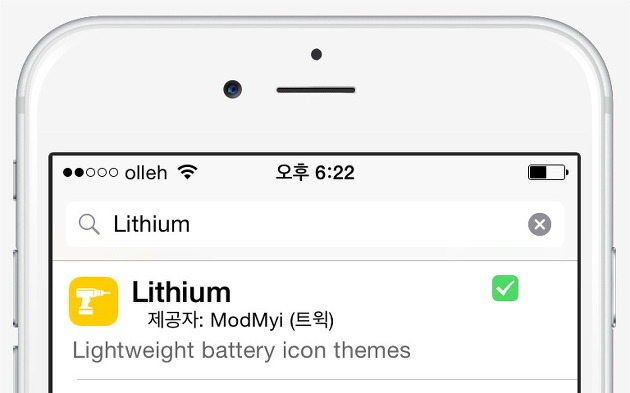 olleh 오후 6:22
Lithium
Lithium
제공자: ModMyi (트윅)
Lightweight battery icon themes